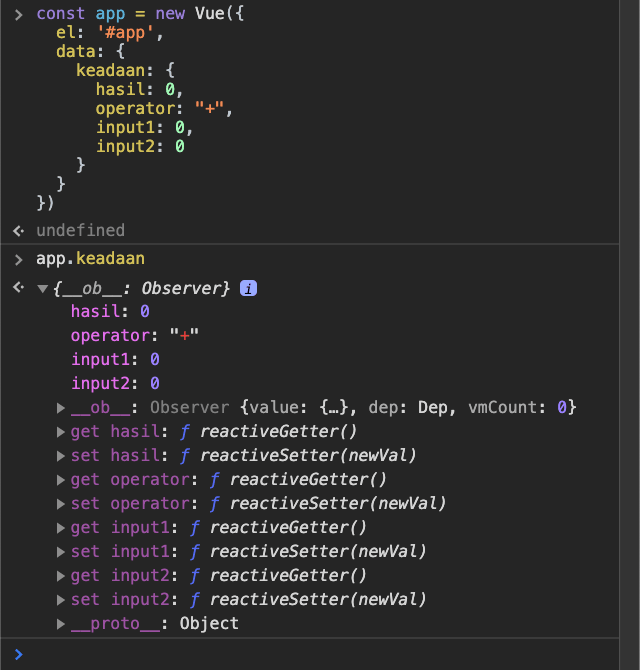 const app = new Vue({
el: '#app',
data: {
keadaan: {
hasil: 0,
operator: "+",
input1: 0,
input2: 0
}
}
})
undefined
app.keadaan
{__ob__: Observer} i
hasil: 0
operator: "+"
input1: 0
input2: 0
__ob__: Observer {value: {…}, dep: Dep, vmCount: 0}
get hasil: ƒ reactiveGetter()
set hasil: ƒ reactiveSetter(newVal)
get operator: ƒ reactiveGetter()
set operator: ƒ reactiveSetter(newVal)
get input1: ƒ reactiveGetter()
set input1: ƒ reactiveSetter(newVal)
get input2: ƒ reactiveGetter()
set input2: ƒ reactiveSetter(newVal)
__proto__: Object